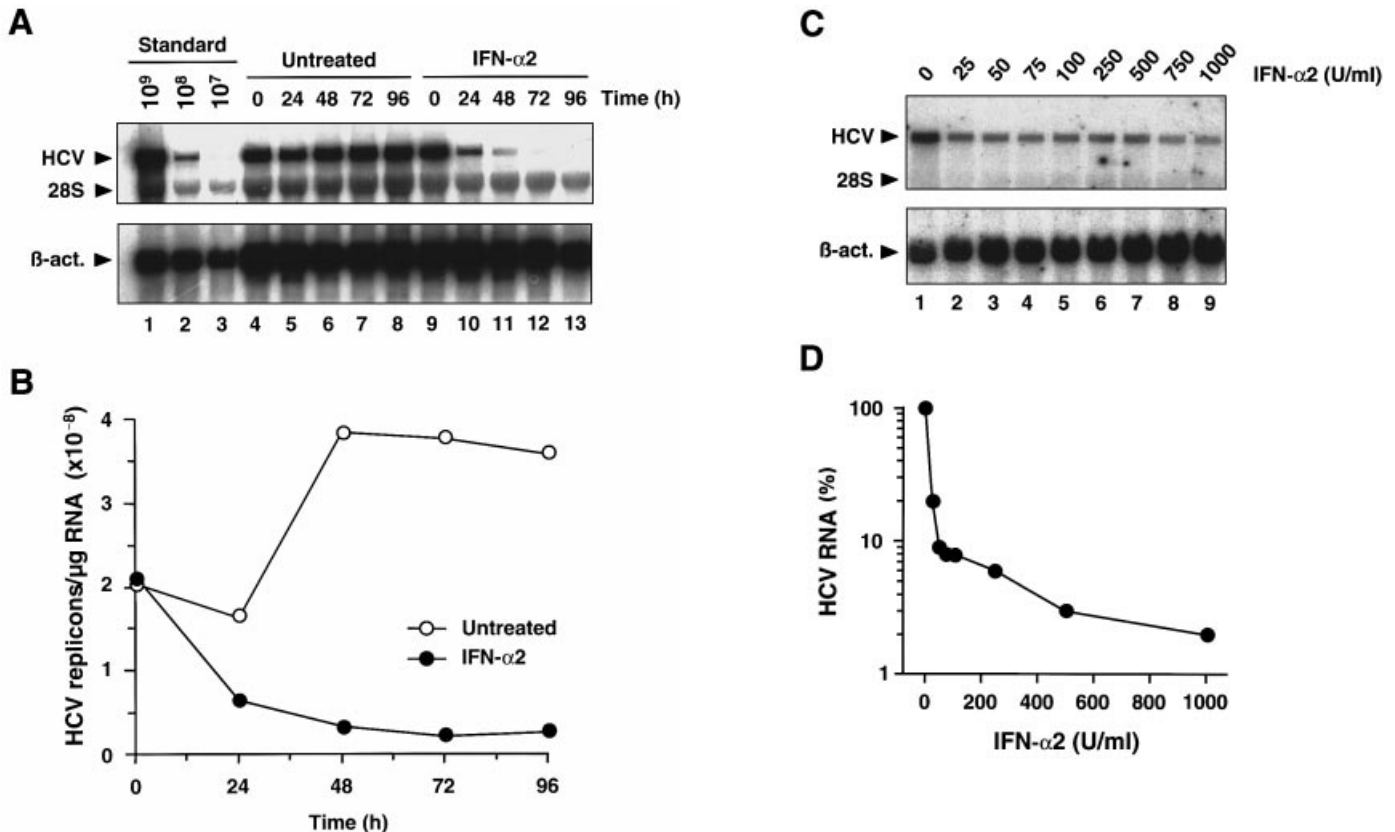 A
Standard
Untreated
IFN-α2
10⁹ 10⁸ 10⁷ 0 24 48 72 96 0 24 48 72 96 Time (h)
HCV
28S
ß-act.
1 2 3 4 5 6 7 8 9 10 11 12 13
B
HCV replicons/µg RNA (x10⁻⁸)
4
3
2
1
0
Untreated
IFN-α2
0 24 48 72 96
Time (h)
C
0 25 50 75 100 250 500 750 1000 IFN-α2 (U/ml)
HCV
28S
ß-act.
1 2 3 4 5 6 7 8 9
D
HCV RNA (%)
100
10
1
0 200 400 600 800 1000
IFN-α2 (U/ml)